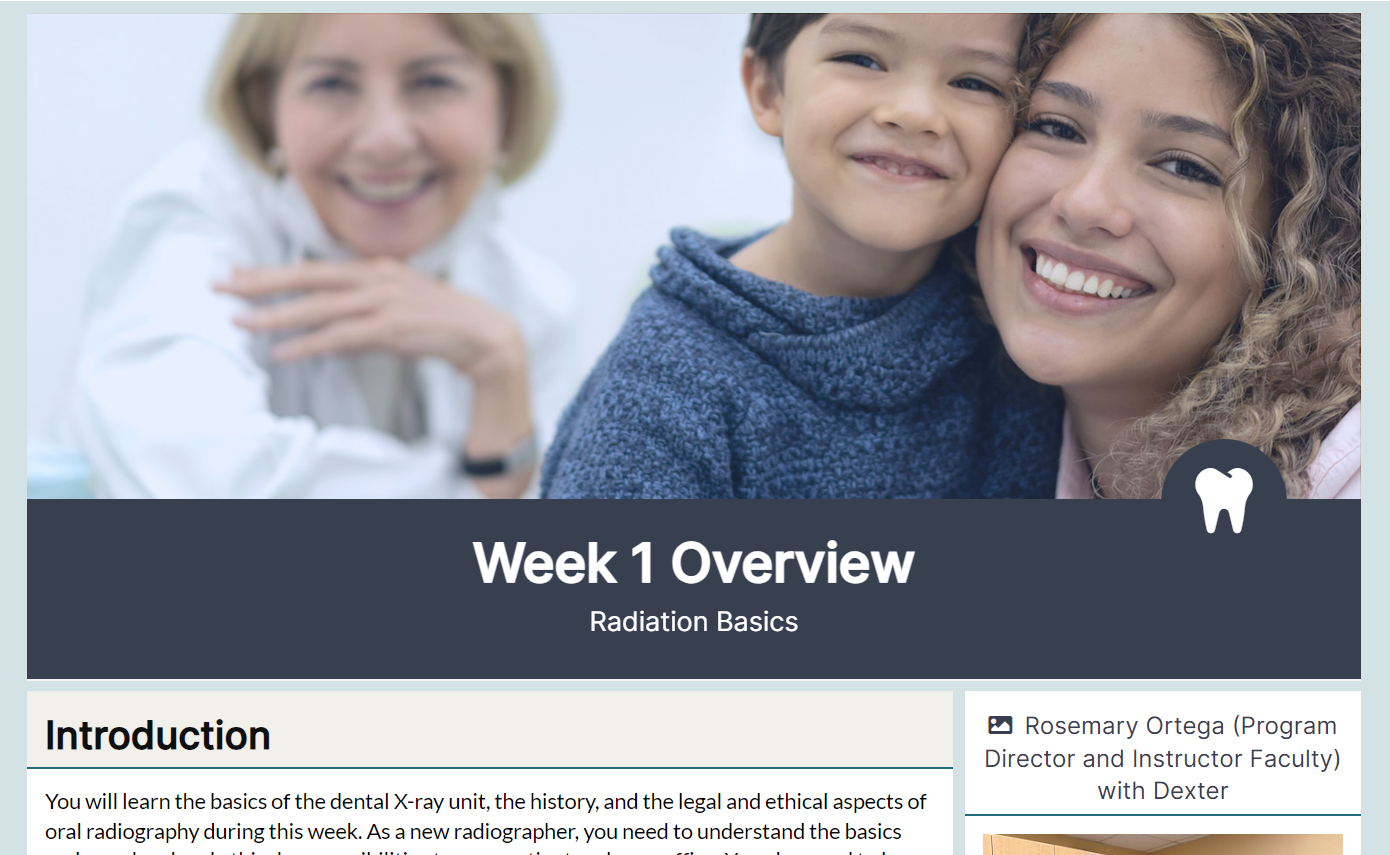 Week 1 Overview
Radiation Basics
Introduction
You will learn the basics of the dental X-ray unit, the history, and the legal and ethical aspects of
oral radiography during this week. As a new radiographer, you need to understand the basics
Rosemary Ortega (Program
Director and Instructor Faculty)
with Dexter